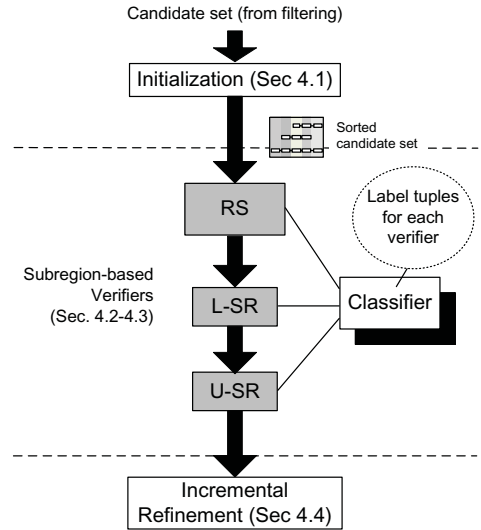 Candidate set (from filtering)
Initialization (Sec 4.1)
Sorted
candidate set
RS
Label tuples
for each
verifier
Subregion-based
Verifiers
(Sec. 4.2-4.3)
L-SR
Classifier
U-SR
Incremental
Refinement (Sec 4.4)